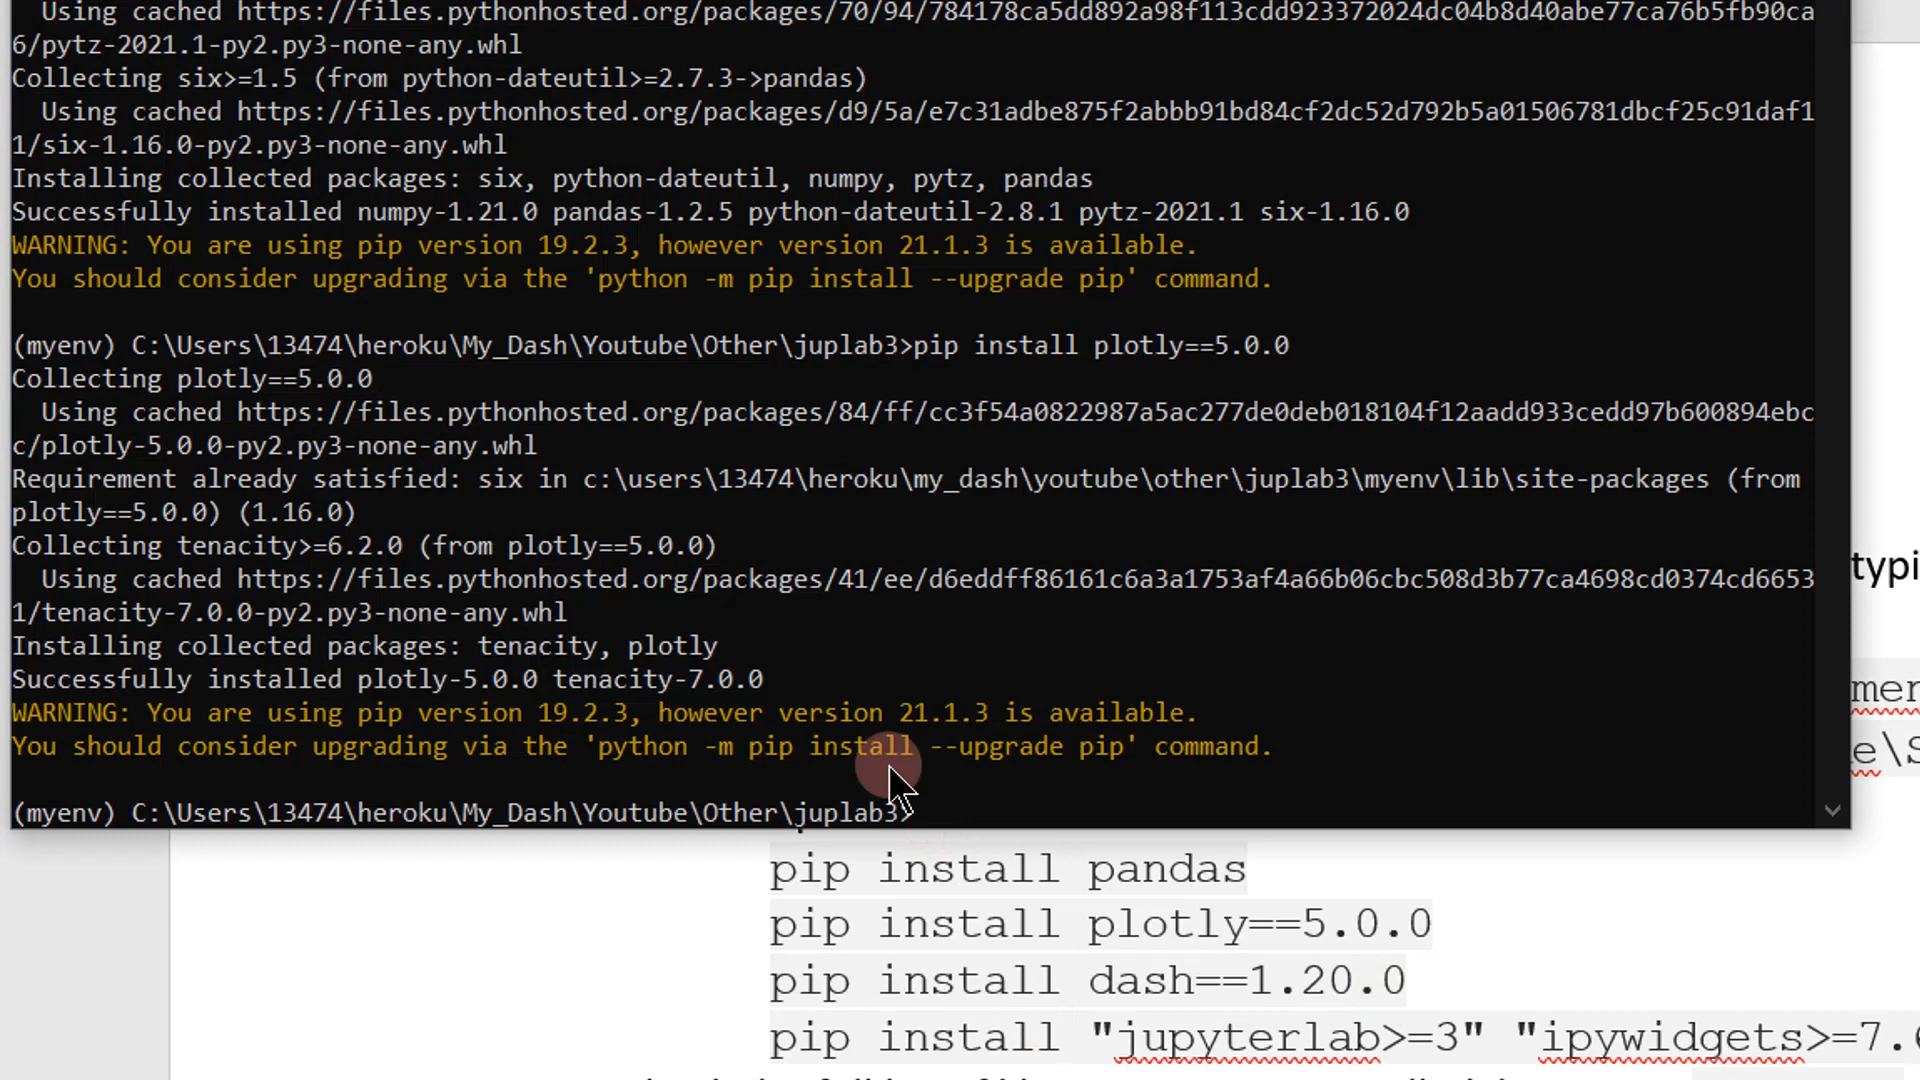 Using cached https://files.pythonhosted.org/packages/70/94/784178ca5dd892a98f113cdd923372024dc04b8d40abe77ca76b5fb90ca
6/pytz-2021.1-py2.py3-none-any.whl
Collecting six>=1.5 (from python-dateutil>=2.7.3->pandas)
Using cached https://files.pythonhosted.org/packages/d9/5a/e7c31adbe875f2abbb91bd84cf2dc52d792b5a01506781dbcf25c91daf1
1/six-1.16.0-py2.py3-none-any.whl
Installing collected packages: six, python-dateutil, numpy, pytz, pandas
Successfully installed numpy-1.21.0 pandas-1.2.5 python-dateutil-2.8.1 pytz-2021.1 six-1.16.0
WARNING: You are using pip version 19.2.3, however version 21.1.3 is available.
You should consider upgrading via the 'python -m pip install --upgrade pip' command.
(myenv) C:\Users\13474\heroku\My_Dash\Youtube\Other\juplab3>pip install plotly==5.0.0
Collecting plotly==5.0.0
Using cached https://files.pythonhosted.org/packages/84/ff/cc3f54a0822987a5ac277de0deb018104f12aadd933cedd97b600894ebc
c/plotly-5.0.0-py2.py3-none-any.whl
Requirement already satisfied: six in c:\users\13474\heroku\my_dash\youtube\other\juplab3\myenv\lib\site-packages (from
plotly==5.0.0) (1.16.0)
Collecting tenacity>=6.2.0 (from plotly==5.0.0)
Using cached https://files.pythonhosted.org/packages/41/ee/d6eddff86161c6a3a1753af4a66b06cbc508d3b77ca4698cd0374cd6653
1/tenacity-7.0.0-py2.py3-none-any.whl
Installing collected packages: tenacity, plotly
Successfully installed plotly-5.0.0 tenacity-7.0.0
WARNING: You are using pip version 19.2.3, however version 21.1.3 is available.
You should consider upgrading via the 'python -m pip install --upgrade pip' command.
(myenv) C:\Users\13474\heroku\My_Dash\Youtube\Other\juplab3>
typi
mer
e\S
pip install pandas
pip install plotly==5.0.0
pip install dash==1.20.0
pip install "jupyterlab>=3" "ipywidgets>=7.6